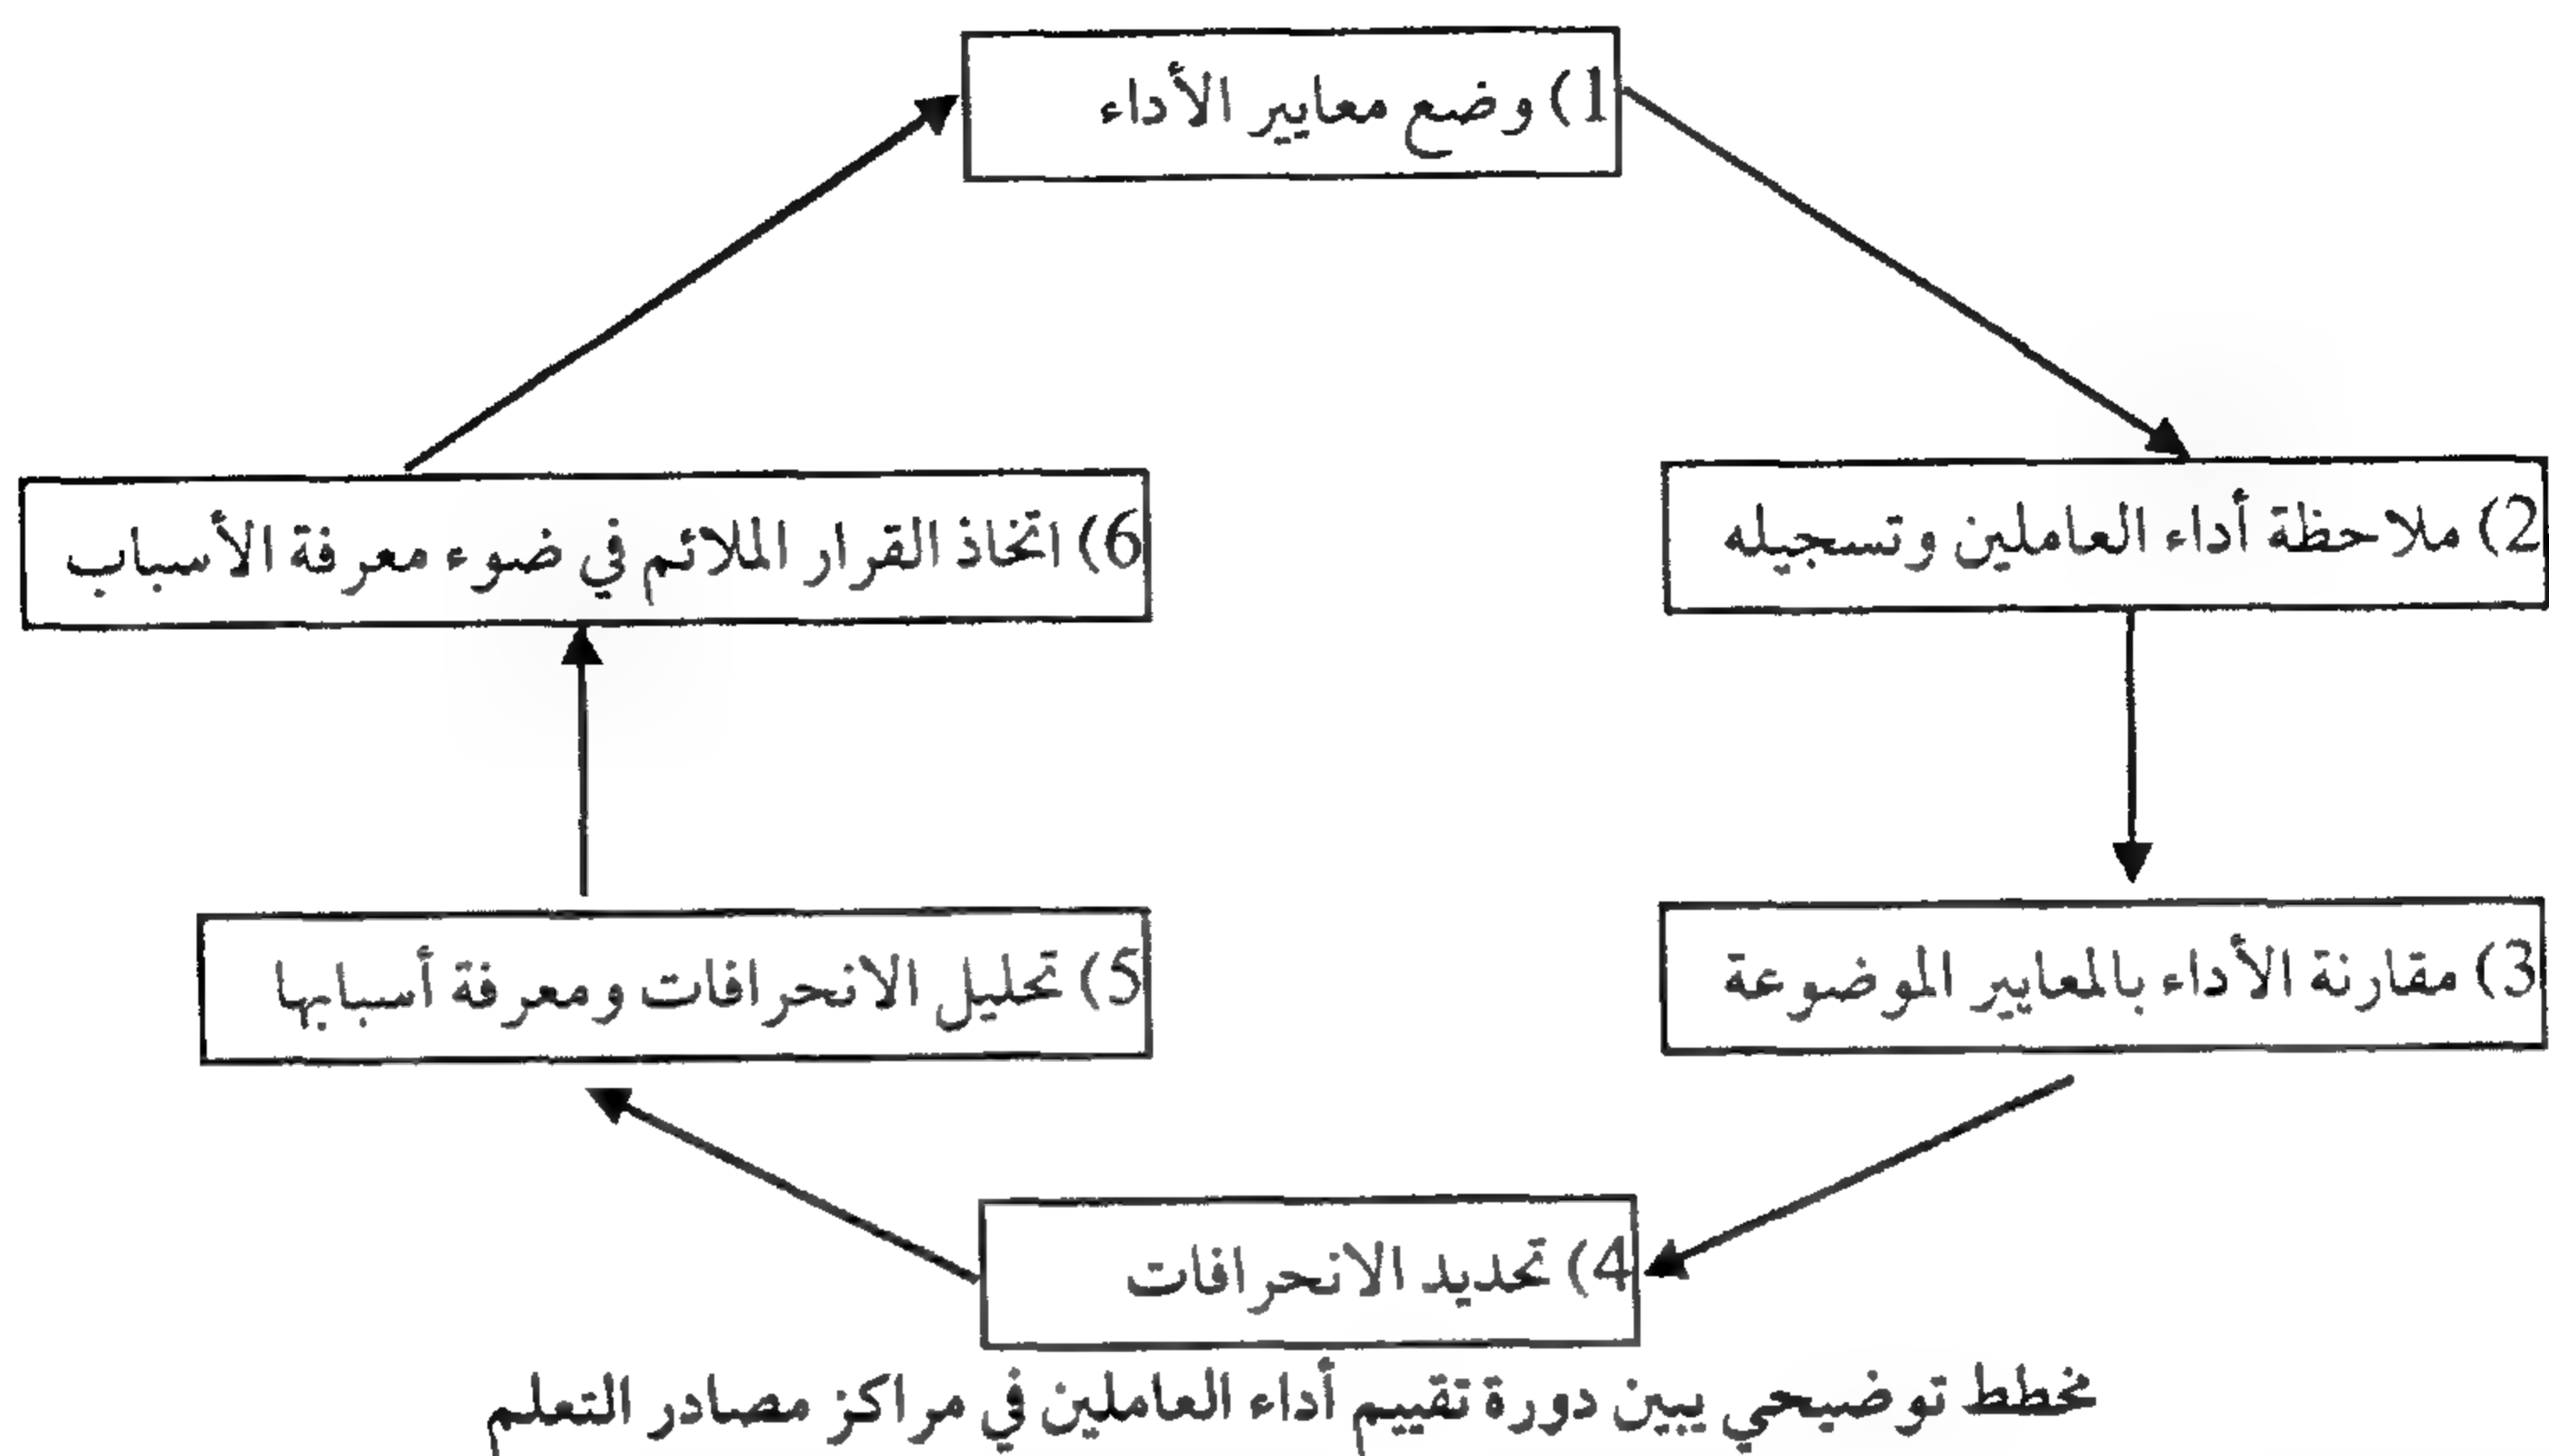 1) وضع معايير الأداء
2) ملاحظة أداء العاملين وتسجيله
3) مقارنة الأداء بالمعايير الموضوعة
4) تحديد الانحرافات
5) تحليل الانحرافات ومعرفة أسبابها
6) اتخاذ القرار الملائم في ضوء معرفة الأسباب
مخطط توضيحي يبين دورة تقييم أداء العاملين في مراكز مصادر التعلم